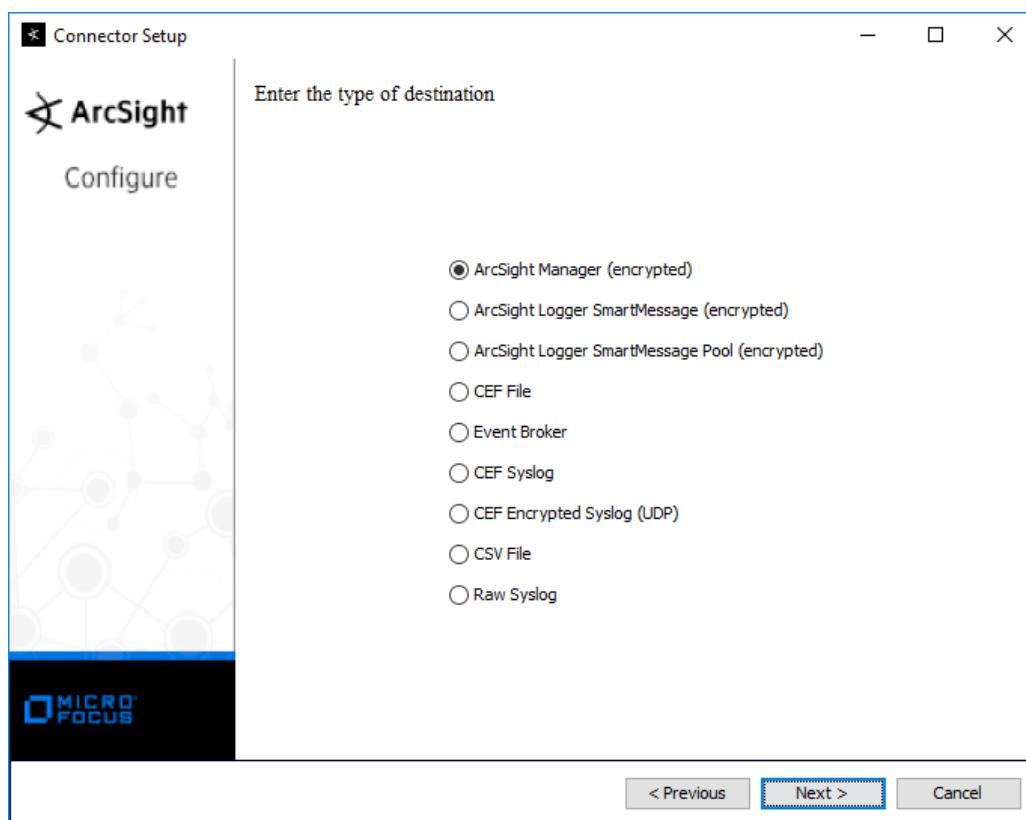 Connector Setup
ArcSight
Configure
Enter the type of destination
ArcSight Manager (encrypted)
ArcSight Logger SmartMessage (encrypted)
ArcSight Logger SmartMessage Pool (encrypted)
CEF File
Event Broker
CEF Syslog
CEF Encrypted Syslog (UDP)
CSV File
Raw Syslog
MICRO
FOCUS
< Previous
Next >
Cancel